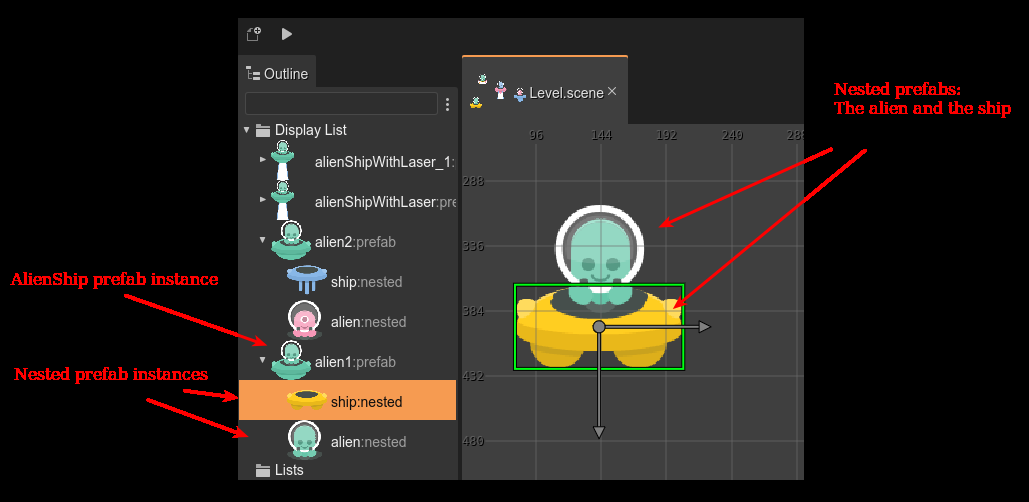 Outline
Level.scene
Nested prefabs:
The alien and the ship
Display List
96 144 192 240 28
alienShipWithLaser_1:
288
alienShipWithLaser:pre
alien2:prefab
336
AlienShip prefab instance
ship:nested
384
alien:nested
alien1:prefab
Nested prefab instances
432
ship:nested
alien:nested
480
Lists